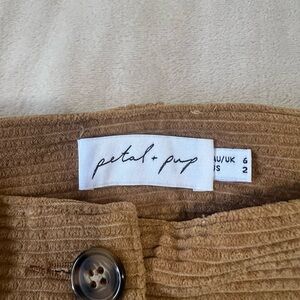 petal + pup
AU/UK 6
US 2